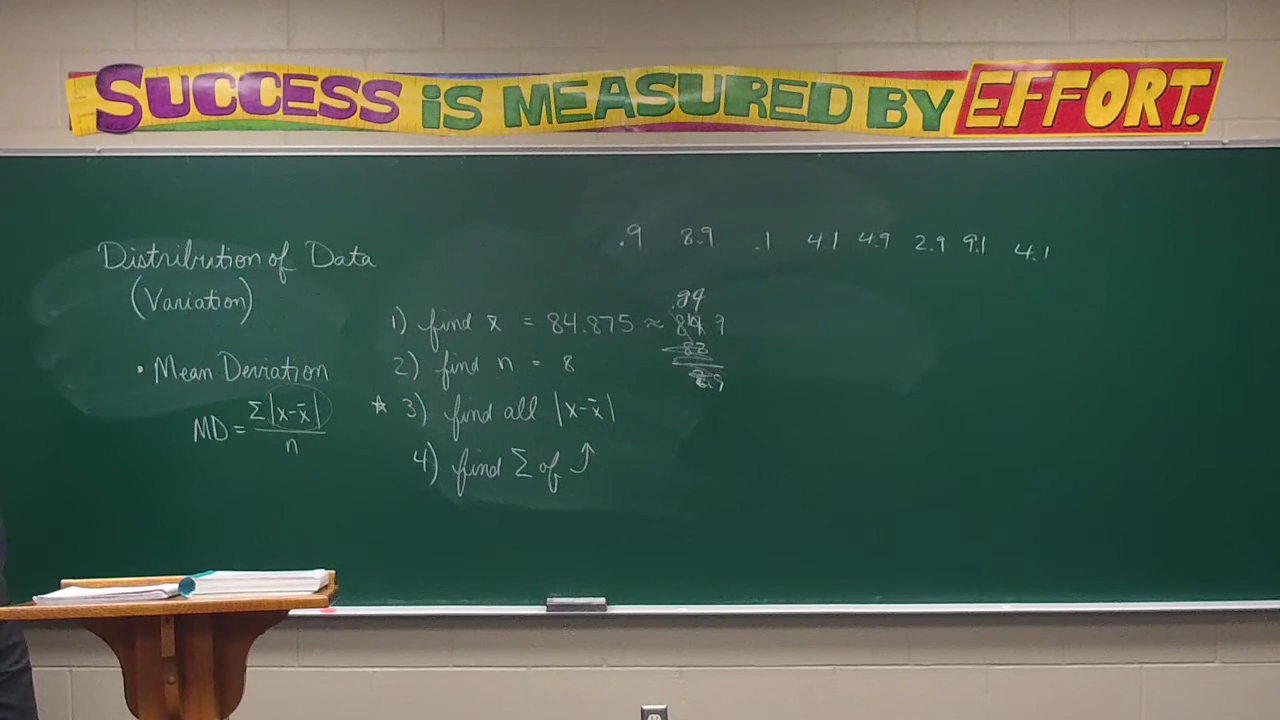 SUCCESS IS MEASURED BY EFFORT.
Distribution of Data
(Variation)
• Mean Deviation
MD = Σ|x-x̄| / n
1) find x̄ = 84.875 ≈ 84.9
2) find n = 8
★ 3) find all |x-x̄|
4) find Σ of ⤴
.9 8.9 .1 4.1 4.9 2.9 9.1 4.1